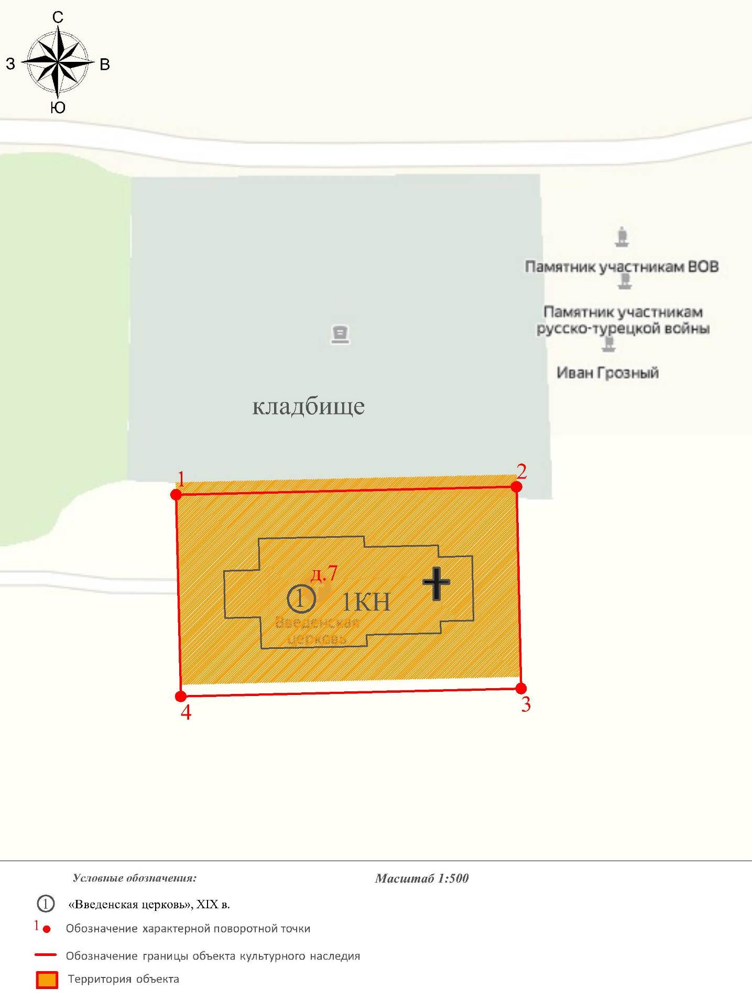 С
З
В
Ю
Памятник участникам ВОВ
Памятник участникам
русско-турецкой войны
Иван Грозный
кладбище
1
2
д.7
1
1КН
Введенская
церковь
3
4
Условные обозначения:
Масштаб 1:500
1 «Введенская церковь», XIX в.
1 Обозначение характерной поворотной точки
Обозначение границы объекта культурного наследия
Территория объекта